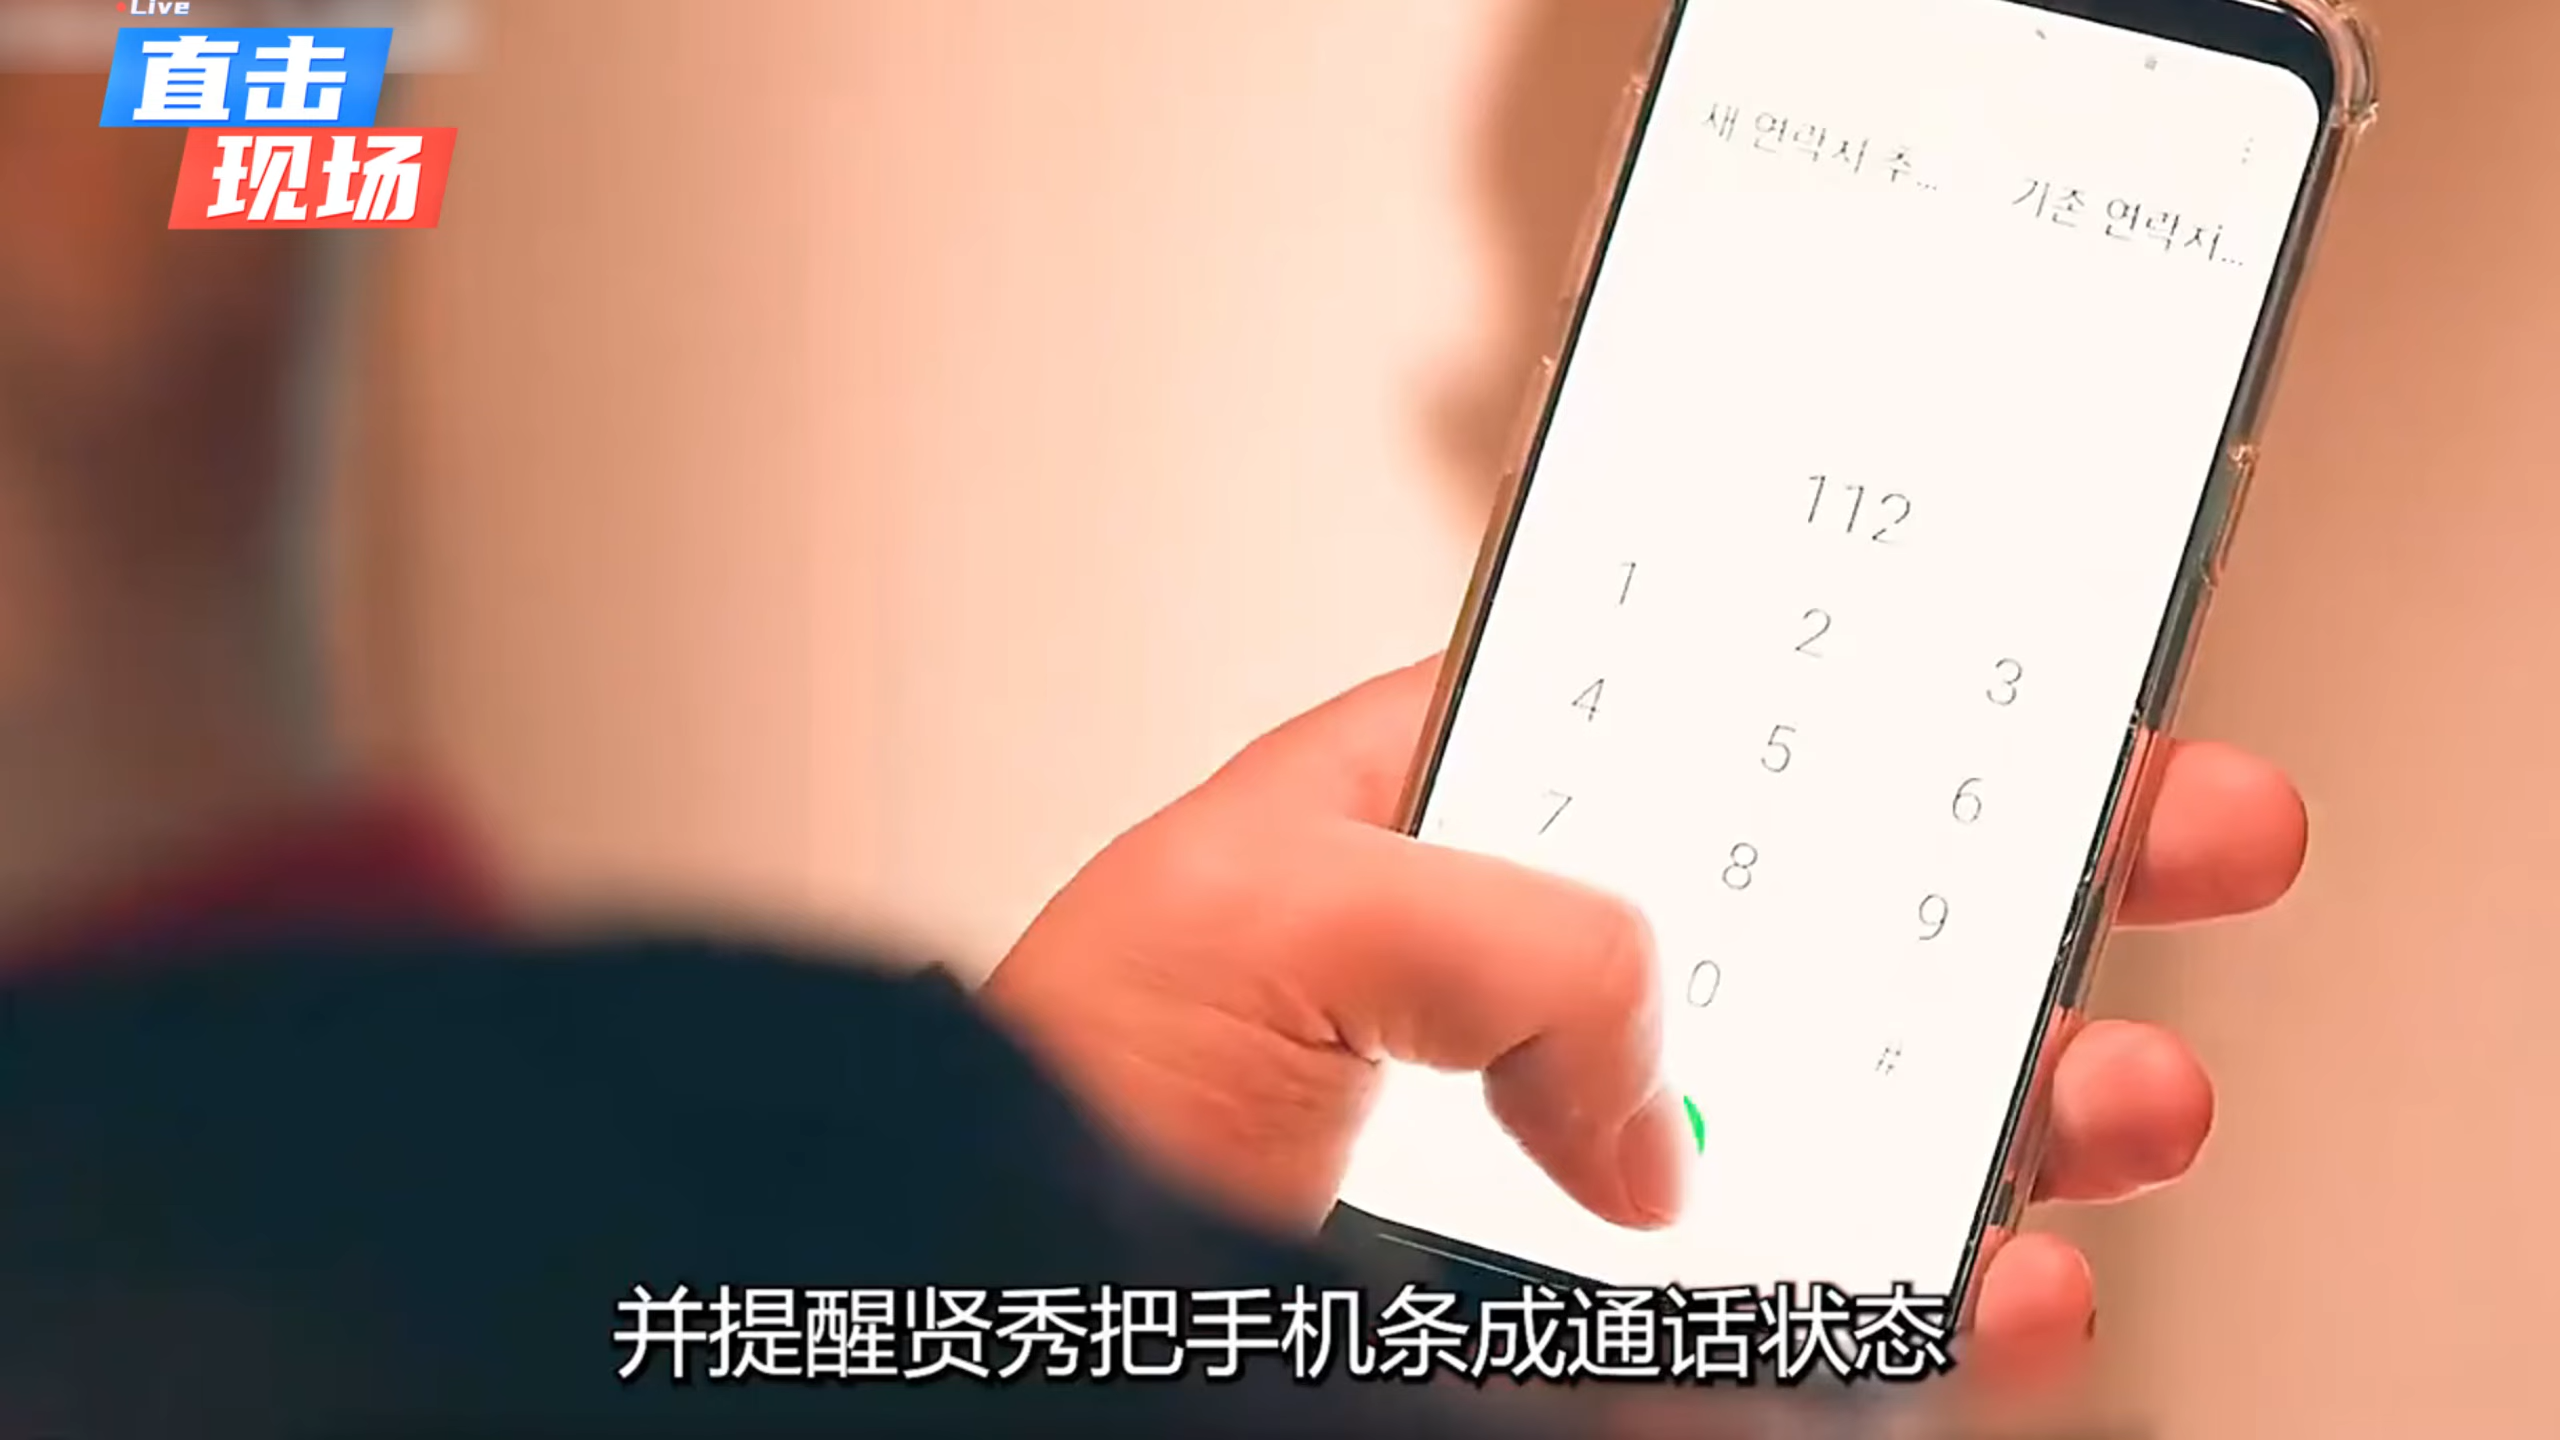 Live
直击
现场
새 연락처 추... 기존 연락처...
112
1 2 3
4 5 6
7 8 9
0 #
并提醒贤秀把手机条成通话状态